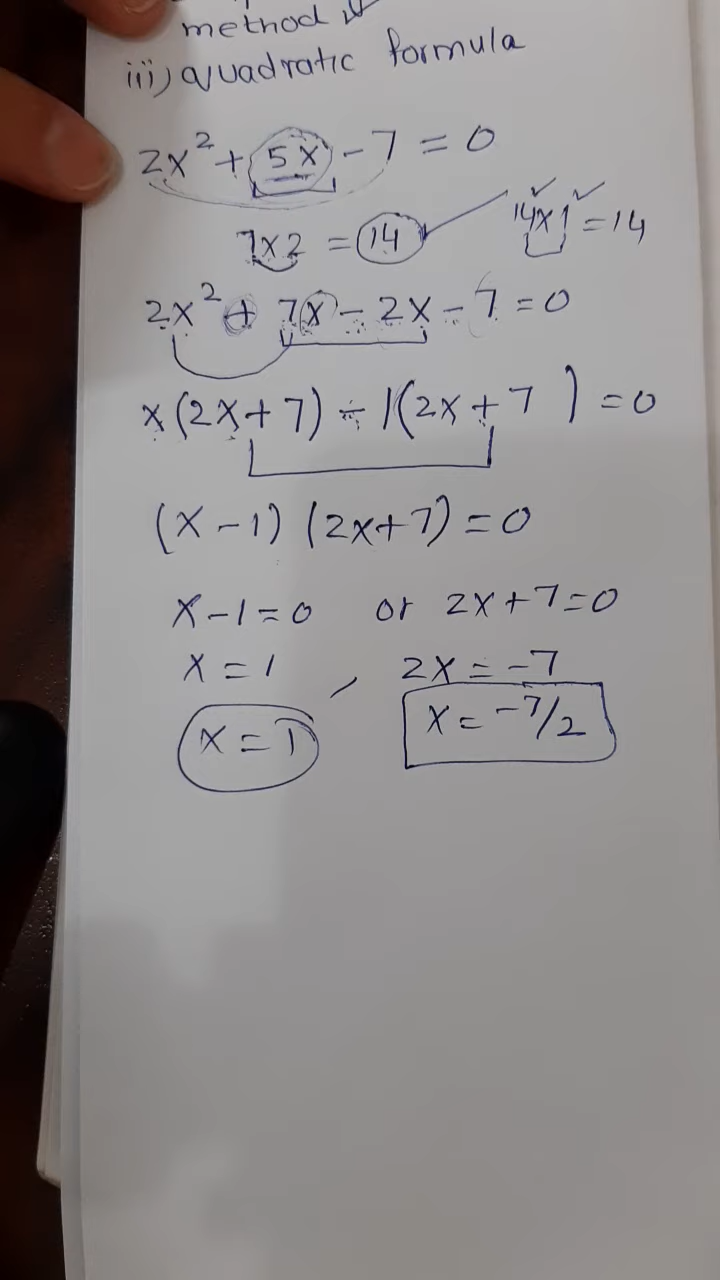 method
iii) quadratic formula
2x² + 5x - 7 = 0
7x2 = 14 14x1 = 14
2x² + 7x - 2x - 7 = 0
x(2x+7) - 1(2x+7) = 0
(x-1) (2x+7) = 0
x-1=0 or 2x+7=0
x = 1 , 2x = -7
x = 1 x = -7/2